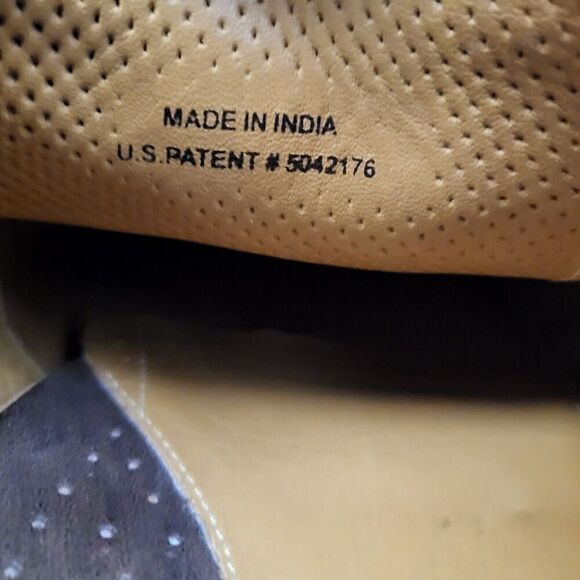 MADE IN INDIA
U.S.PATENT # 5042176